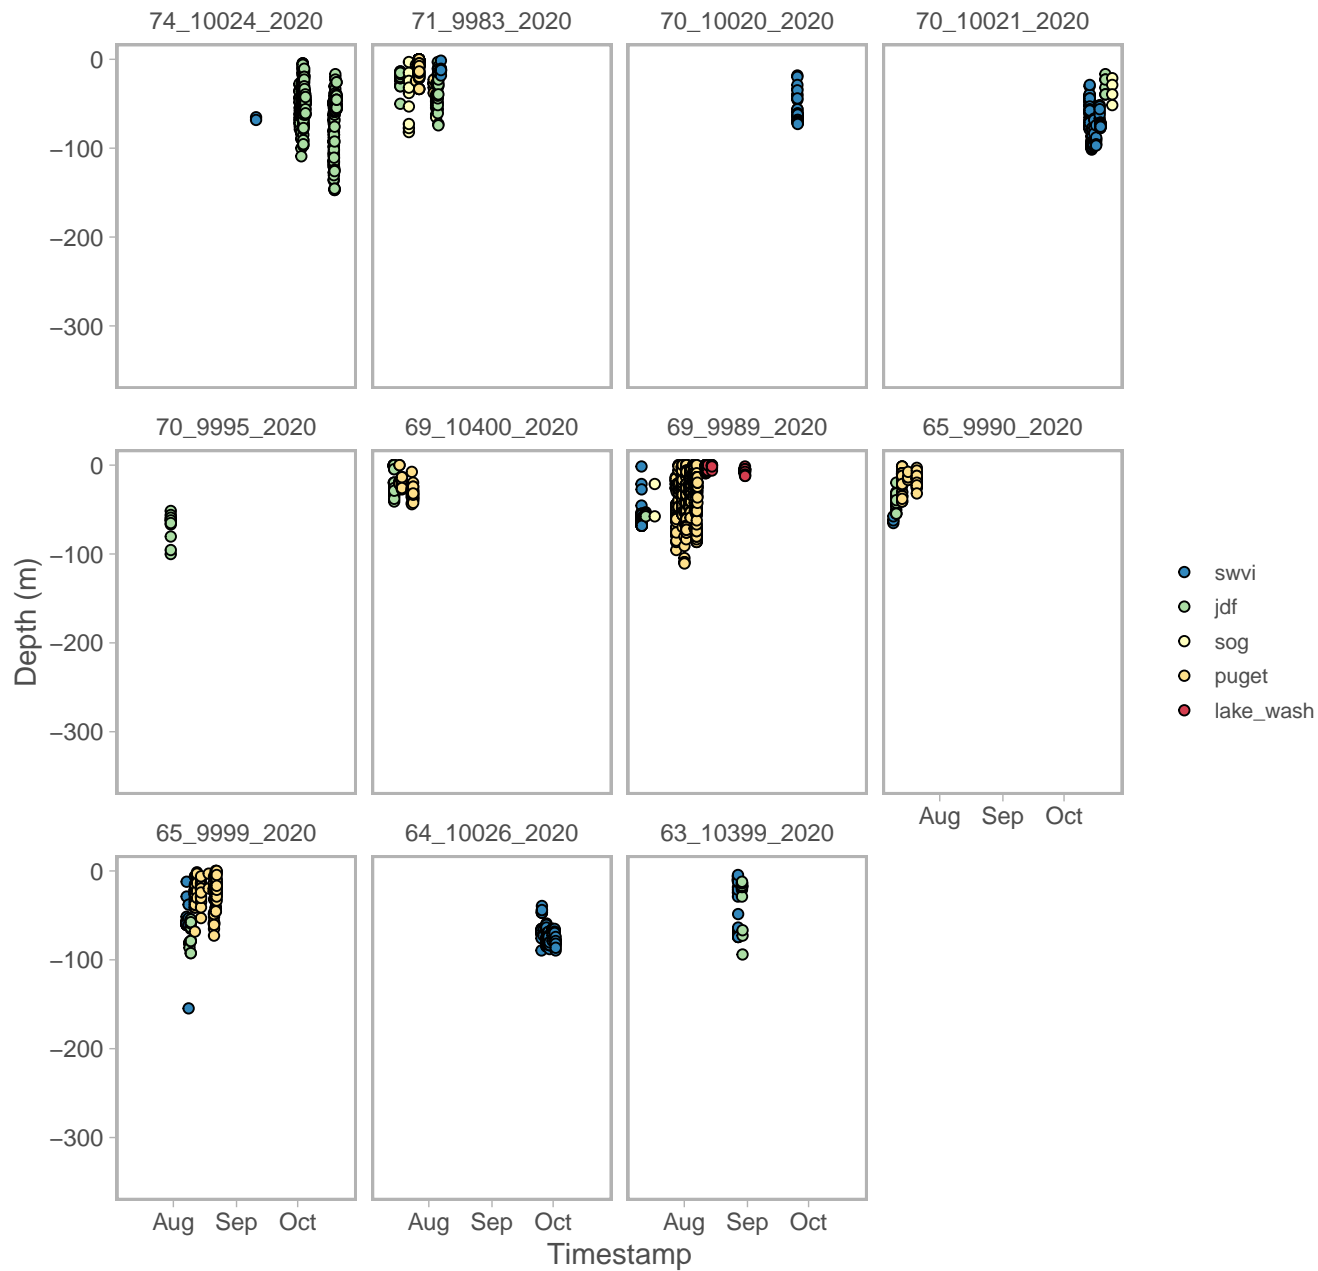 74_10024_2020 71_9983_2020 70_10020_2020 70_10021_2020
0
−100
−200
−300
70_9995_2020 69_10400_2020 69_9989_2020 65_9990_2020
0
−100
−200
−300
Aug Sep Oct
65_9999_2020 64_10026_2020 63_10399_2020
0
−100
−200
−300
Aug Sep Oct Aug Sep Oct Aug Sep Oct
Timestamp
Depth (m)
swvi
jdf
sog
puget
lake_wash